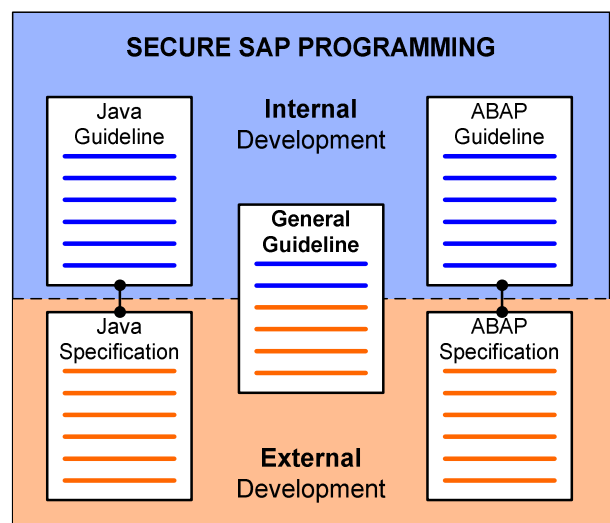 SECURE SAP PROGRAMMING
Java
Guideline
Internal
Development
ABAP
Guideline
General
Guideline
Java
Specification
ABAP
Specification
External
Development